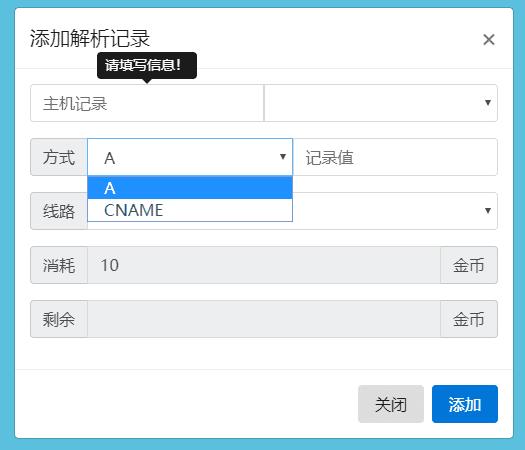 添加解析记录 ×
请填写信息！
主机记录
方式 A 记录值
A
线路
CNAME
消耗 10 金币
剩余 金币
关闭 添加